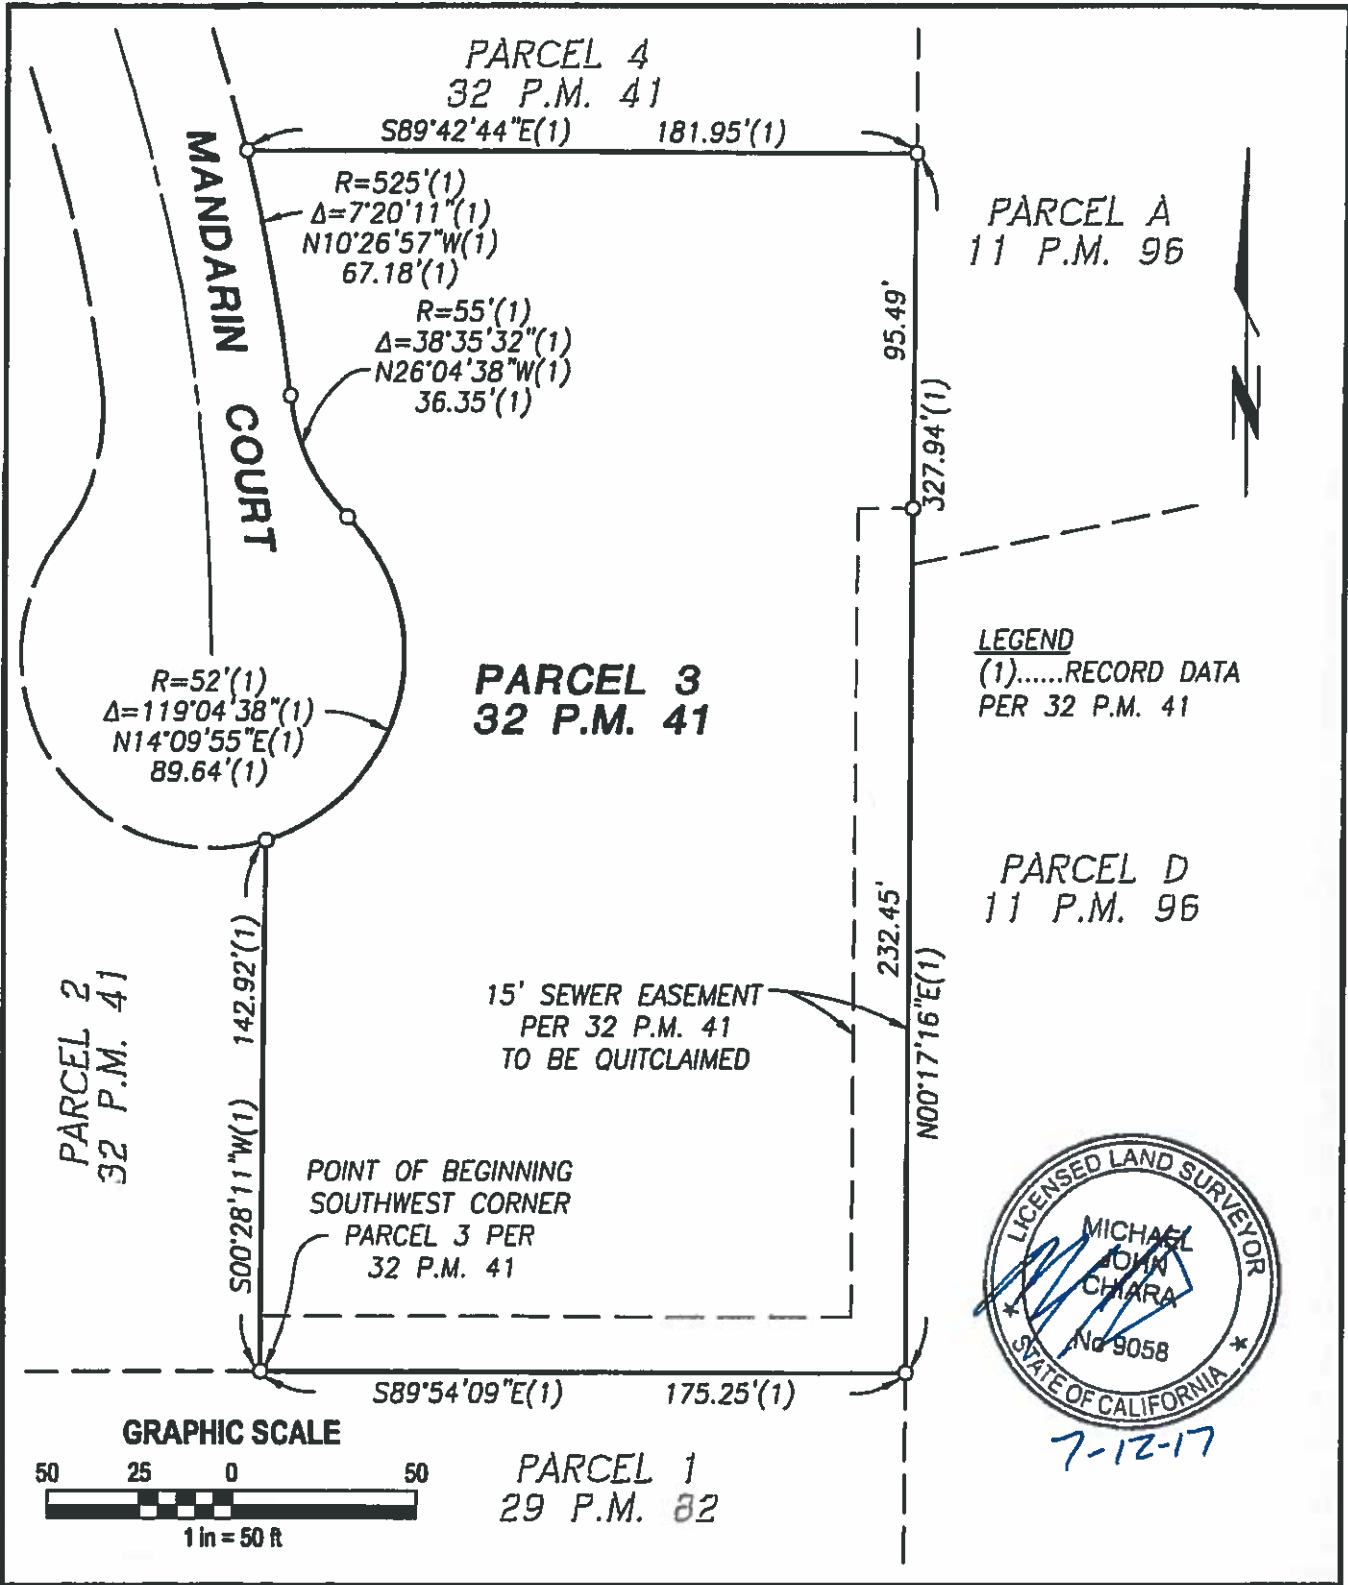 PARCEL 4
32 P.M. 41
S89°42'44"E(1) 181.95'(1)
MANDARIN COURT
R=525'(1)
Δ=7°20'11"(1)
N10°26'57"W(1)
67.18'(1)
R=55'(1)
Δ=38°35'32"(1)
N26°04'38"W(1)
36.35'(1)
PARCEL A
11 P.M. 96
95.49'
327.94'(1)
N
R=52'(1)
Δ=119°04'38"(1)
N14°09'55"E(1)
89.64'(1)
PARCEL 3
32 P.M. 41
LEGEND
(1)......RECORD DATA
PER 32 P.M. 41
PARCEL D
11 P.M. 96
232.45'
N00°17'16"E(1)
142.92'(1)
S00°28'11"W(1)
PARCEL 2
32 P.M. 41
15' SEWER EASEMENT
PER 32 P.M. 41
TO BE QUITCLAIMED
POINT OF BEGINNING
SOUTHWEST CORNER
PARCEL 3 PER
32 P.M. 41
LICENSED LAND SURVEYOR
MICHAEL
JOHN
CHIARA
No 9058
STATE OF CALIFORNIA
7-12-17
S89°54'09"E(1) 175.25'(1)
GRAPHIC SCALE
50 25 0 50
1 in = 50 ft
PARCEL 1
29 P.M. 82